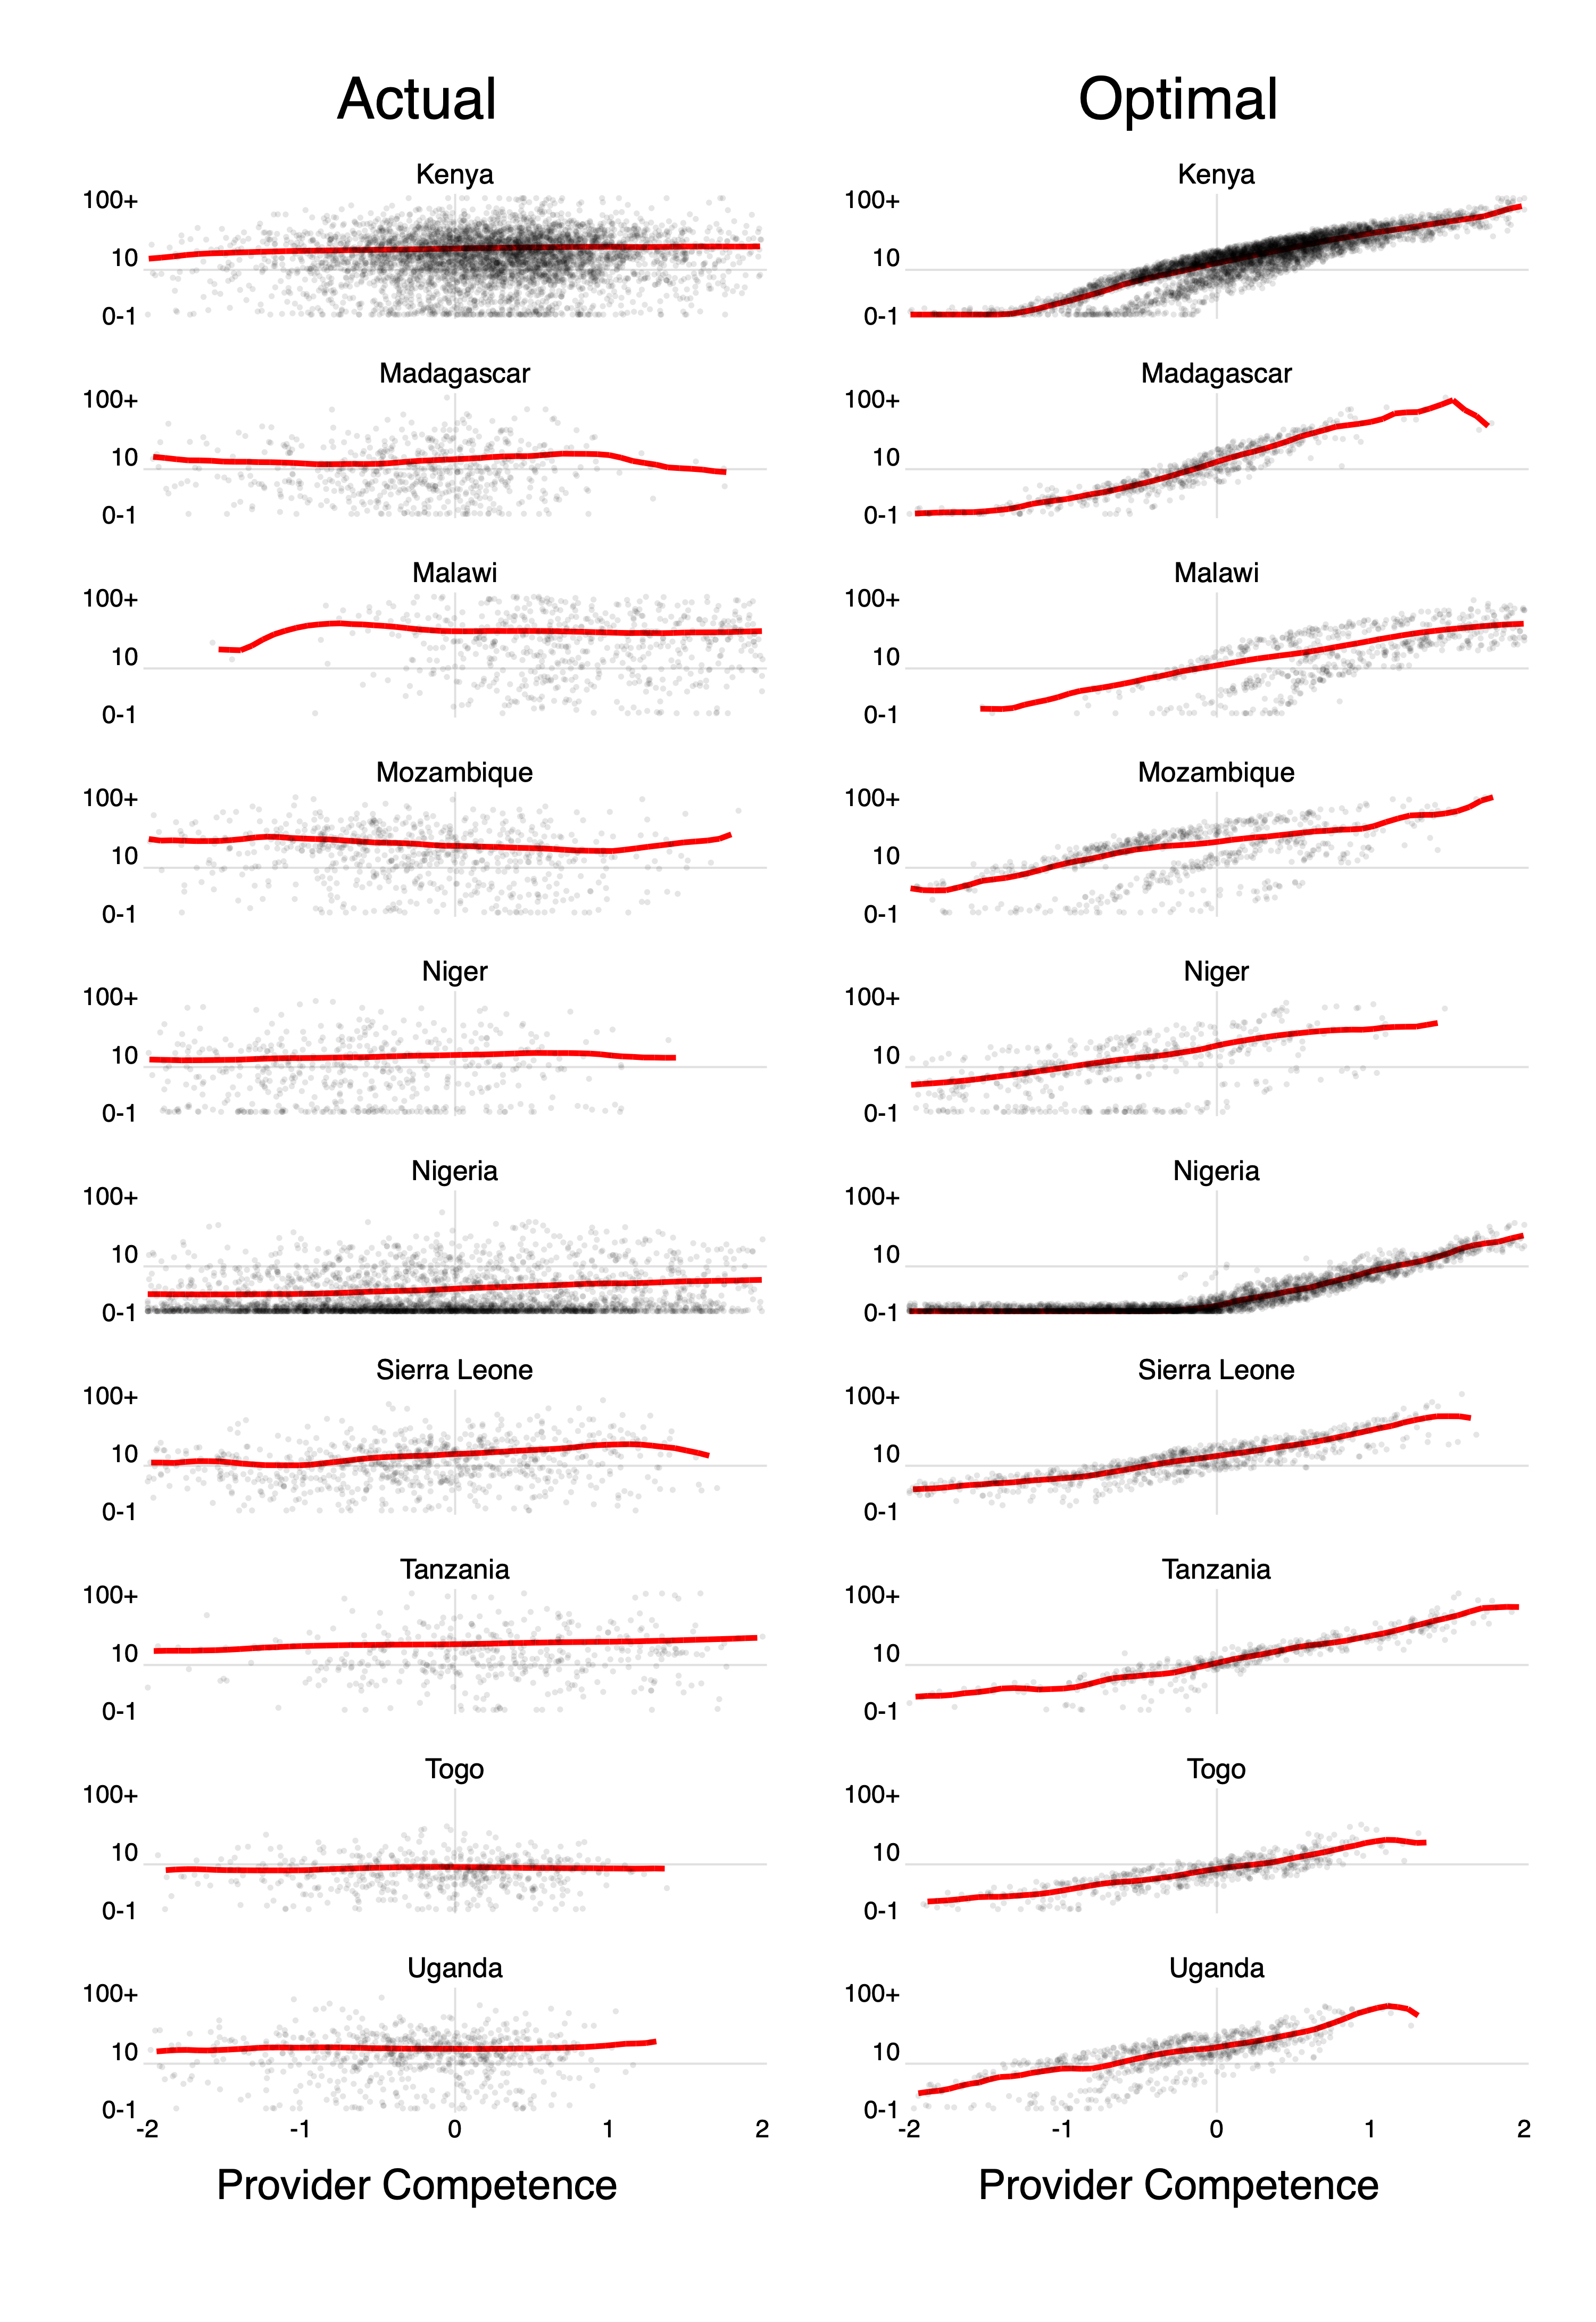 Actual Optimal
Kenya Kenya
100+ 100+
10 10
0-1 0-1
Madagascar Madagascar
100+ 100+
10 10
0-1 0-1
Malawi Malawi
100+ 100+
10 10
0-1 0-1
Mozambique Mozambique
100+ 100+
10 10
0-1 0-1
Niger Niger
100+ 100+
10 10
0-1 0-1
Nigeria Nigeria
100+ 100+
10 10
0-1 0-1
Sierra Leone Sierra Leone
100+ 100+
10 10
0-1 0-1
Tanzania Tanzania
100+ 100+
10 10
0-1 0-1
Togo Togo
100+ 100+
10 10
0-1 0-1
Uganda Uganda
100+ 100+
10 10
0-1 0-1
-2 -1 0 1 2 -2 -1 0 1 2
Provider Competence Provider Competence